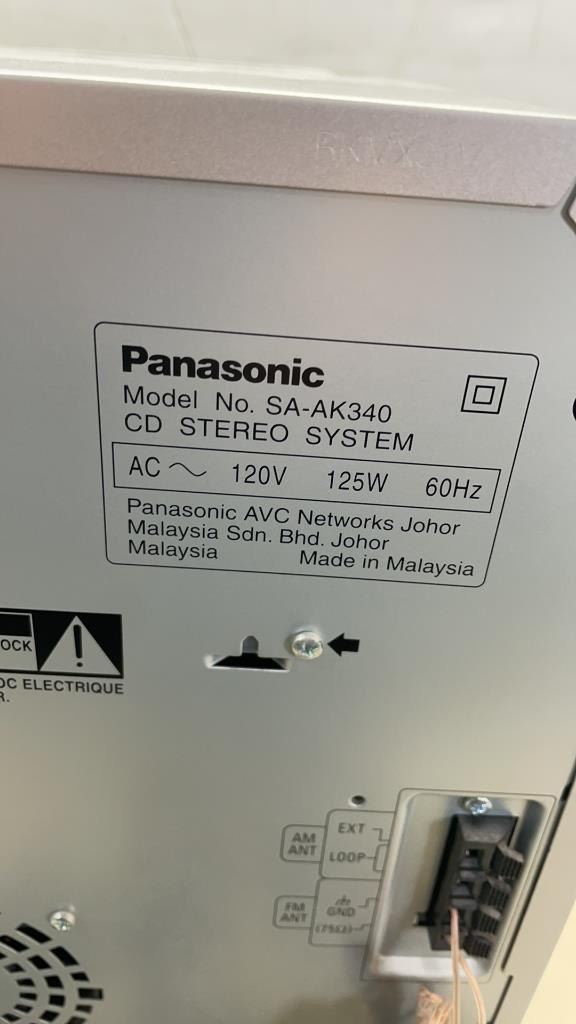 Panasonic
Model No. SA-AK340
CD STEREO SYSTEM
AC ~ 120V 125W 60Hz
Panasonic AVC Networks Johor
Malaysia Sdn. Bhd. Johor
Malaysia Made in Malaysia
OCK
OC ELECTRIQUE
R.
AM
ANT
EXT
LOOP
FM
ANT
GND
(75Ω)